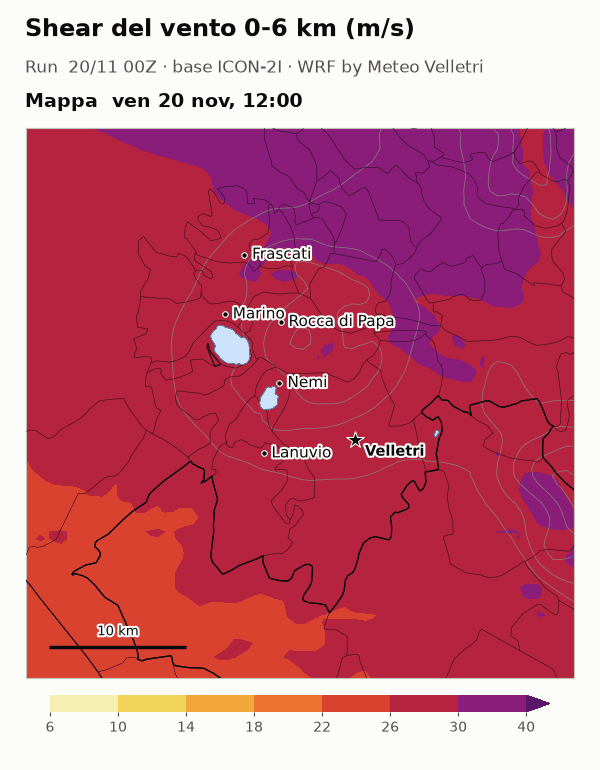 Shear del vento 0-6 km (m/s)
Run  20/11 00Z · base ICON-2I · WRF by Meteo Velletri
Mappa  ven 20 nov, 12:00
Frascati
Marino
Rocca di Papa
Nemi
Velletri
Lanuvio
10 km
6 10 14 18 22 26 30 40